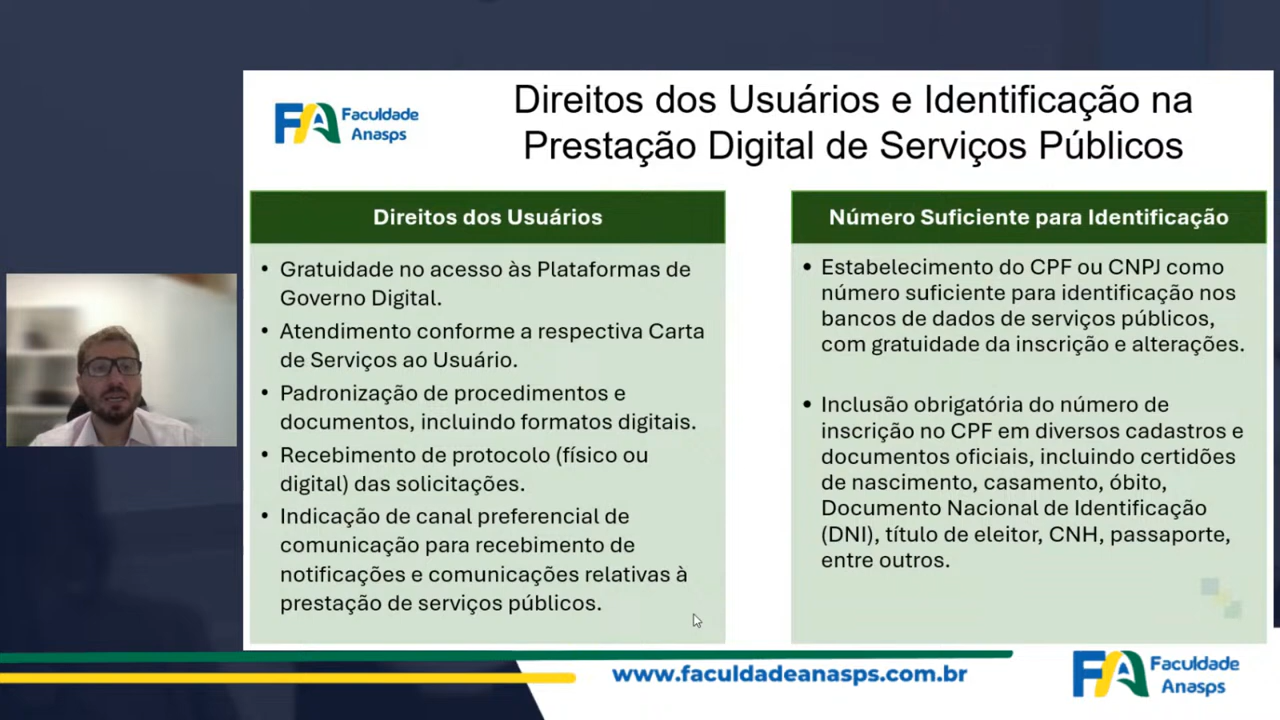 Faculdade
Anasps
Direitos dos Usuários e Identificação na
Prestação Digital de Serviços Públicos
Direitos dos Usuários
• Gratuidade no acesso às Plataformas de
Governo Digital.
• Atendimento conforme a respectiva Carta
de Serviços ao Usuário.
• Padronização de procedimentos e
documentos, incluindo formatos digitais.
• Recebimento de protocolo (físico ou
digital) das solicitações.
• Indicação de canal preferencial de
comunicação para recebimento de
notificações e comunicações relativas à
prestação de serviços públicos.
Número Suficiente para Identificação
• Estabelecimento do CPF ou CNPJ como
número suficiente para identificação nos
bancos de dados de serviços públicos,
com gratuidade da inscrição e alterações.
• Inclusão obrigatória do número de
inscrição no CPF em diversos cadastros e
documentos oficiais, incluindo certidões
de nascimento, casamento, óbito,
Documento Nacional de Identificação
(DNI), título de eleitor, CNH, passaporte,
entre outros.
www.faculdadeanasps.com.br
FA Faculdade
Anasps